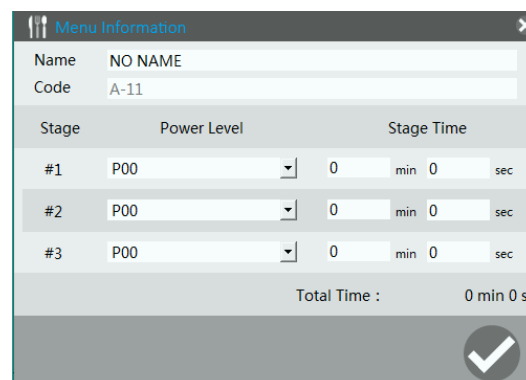 Menu Information
Name NO NAME
Code A-11
Stage Power Level Stage Time
#1 P00 0 min 0 sec
#2 P00 0 min 0 sec
#3 P00 0 min 0 sec
Total Time : 0 min 0 s